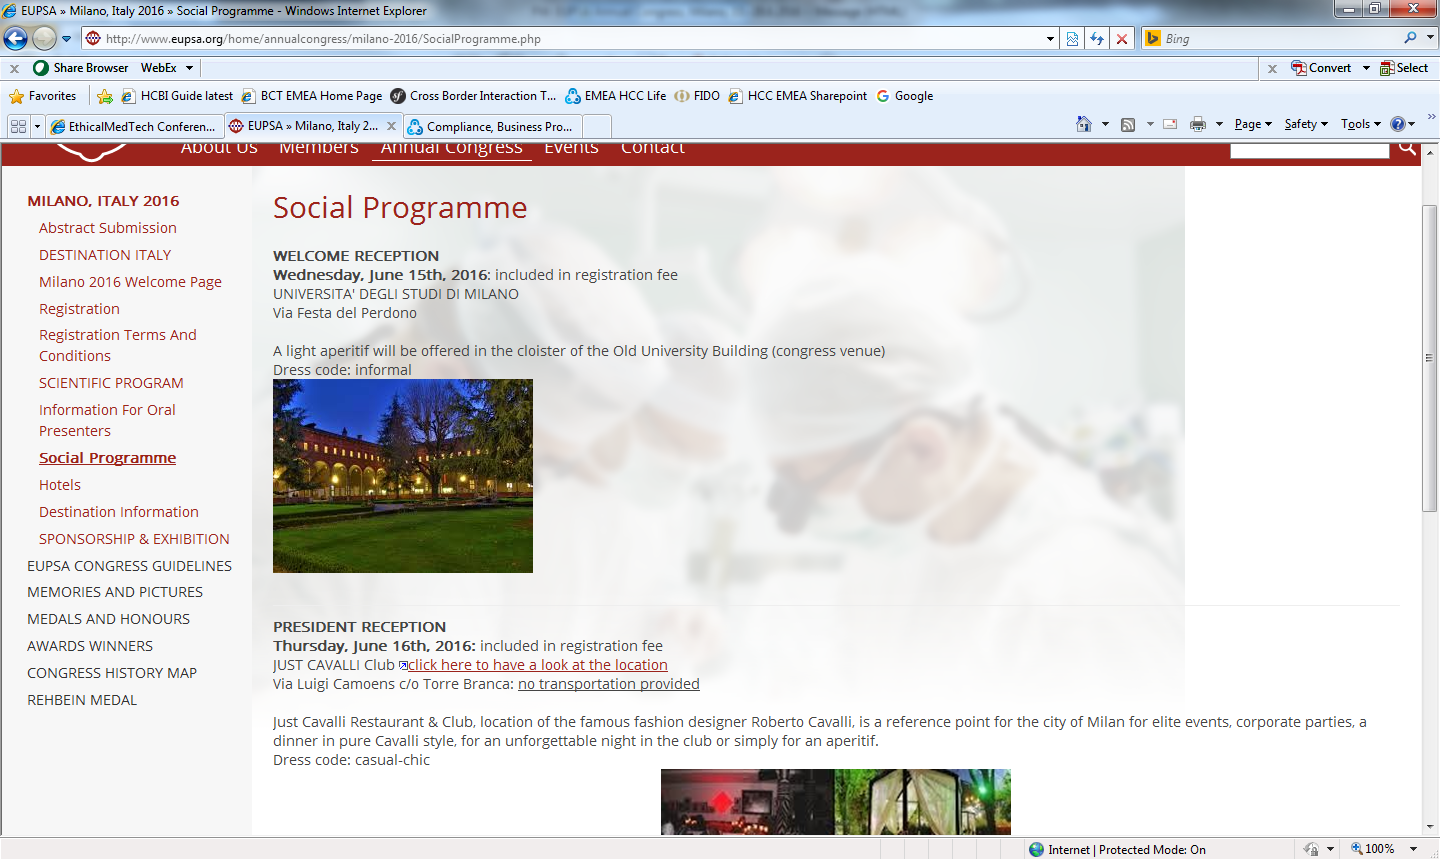 EUPSA » Milano, Italy 2016 » Social Programme - Windows Internet Explorer
http://www.eupsa.org/home/annualcongress/milano-2016/SocialProgramme.php
Bing
x Share Browser WebEx
x Convert Select
Favorites HCBI Guide latest BCT EMEA Home Page Cross Border Interaction T... EMEA HCC Life FIDO HCC EMEA Sharepoint Google
EthicalMedTech Conferen... EUPSA » Milano, Italy 2... x Compliance, Business Pro...
Page Safety Tools »
About Us Members Annual Congress Events Contact
MILANO, ITALY 2016
Abstract Submission
DESTINATION ITALY
Milano 2016 Welcome Page
Registration
Registration Terms And
Conditions
SCIENTIFIC PROGRAM
Information For Oral
Presenters
Social Programme
Hotels
Destination Information
SPONSORSHIP & EXHIBITION
EUPSA CONGRESS GUIDELINES
MEMORIES AND PICTURES
MEDALS AND HONOURS
AWARDS WINNERS
CONGRESS HISTORY MAP
REHBEIN MEDAL
Social Programme
WELCOME RECEPTION
Wednesday, June 15th, 2016: included in registration fee
UNIVERSITA' DEGLI STUDI DI MILANO
Via Festa del Perdono
A light aperitif will be offered in the cloister of the Old University Building (congress venue)
Dress code: informal
PRESIDENT RECEPTION
Thursday, June 16th, 2016: included in registration fee
JUST CAVALLI Club click here to have a look at the location
Via Luigi Camoens c/o Torre Branca: no transportation provided
Just Cavalli Restaurant & Club, location of the famous fashion designer Roberto Cavalli, is a reference point for the city of Milan for elite events, corporate parties, a
dinner in pure Cavalli style, for an unforgettable night in the club or simply for an aperitif.
Dress code: casual-chic
Internet | Protected Mode: On
100%